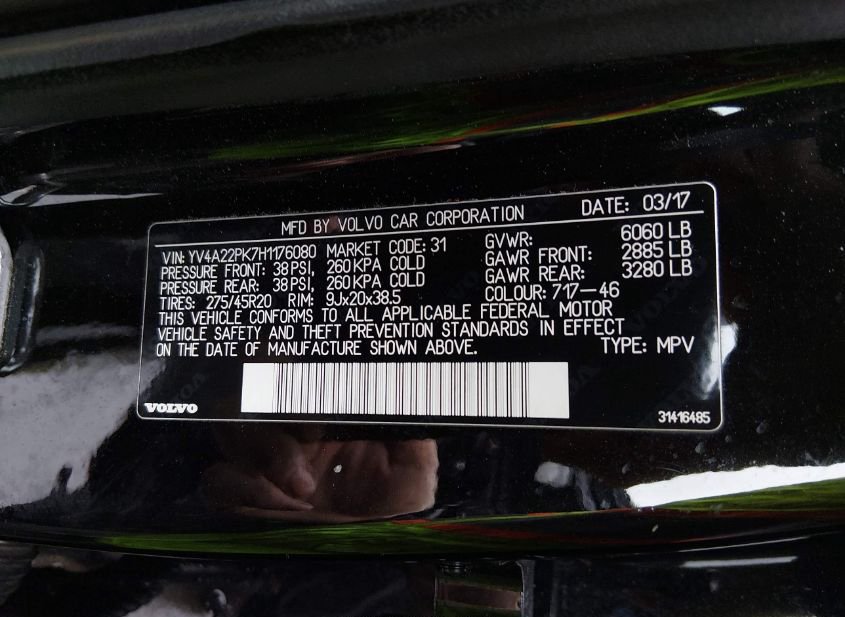 MFD BY VOLVO CAR CORPORATION DATE: 03/17
VIN: YV4A22PK7H1176080 MARKET CODE: 31 GVWR: 6060 LB
PRESSURE FRONT: 38 PSI, 260 KPA COLD GAWR FRONT: 2885 LB
PRESSURE REAR: 38 PSI, 260 KPA COLD GAWR REAR: 3280 LB
TIRES: 275/45R20 RIM: 9Jx20x38.5 COLOUR: 717-46
THIS VEHICLE CONFORMS TO ALL APPLICABLE FEDERAL MOTOR
VEHICLE SAFETY AND THEFT PREVENTION STANDARDS IN EFFECT
ON THE DATE OF MANUFACTURE SHOWN ABOVE. TYPE: MPV
VOLVO 31416485